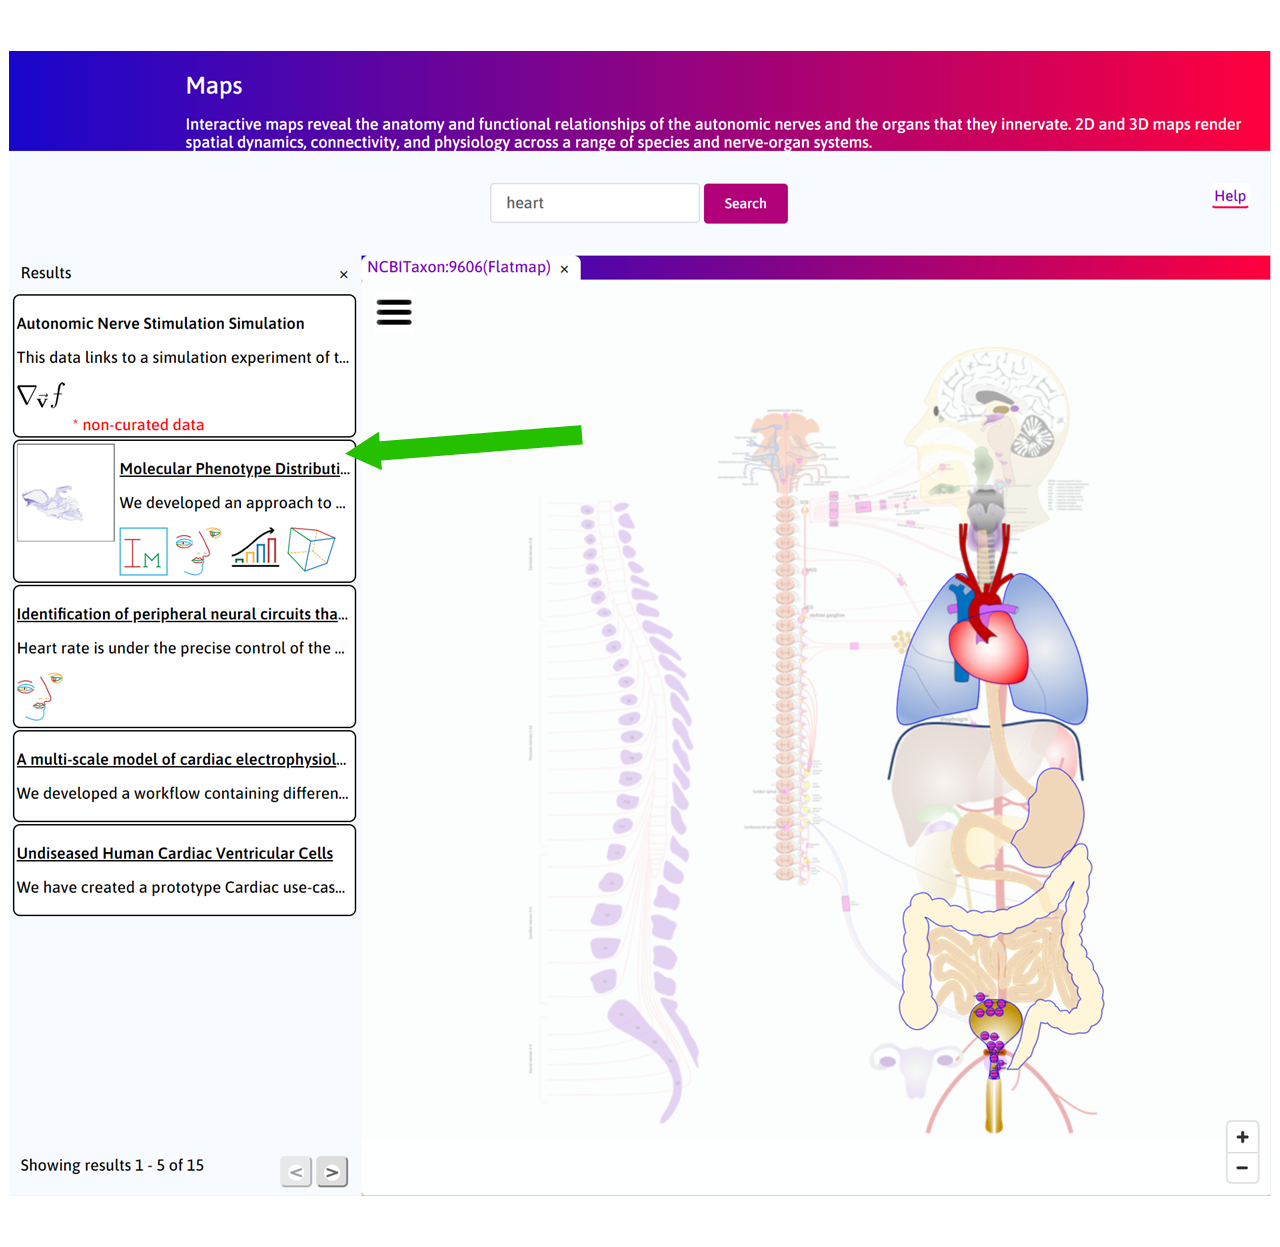 Maps
Interactive maps reveal the anatomy and functional relationships of the autonomic nerves and the organs that they innervate. 2D and 3D maps render
spatial dynamics, connectivity, and physiology across a range of species and nerve-organ systems.
heart
Search
Help
Results
×
NCBITaxon:9606(Flatmap) ×
Autonomic Nerve Stimulation Simulation
This data links to a simulation experiment of t...
∇v⃗ f
* non-curated data
Molecular Phenotype Distributi...
We developed an approach to ...
IM
Identification of peripheral neural circuits tha...
Heart rate is under the precise control of the ...
A multi-scale model of cardiac electrophysiol...
We developed a workflow containing differen...
Undiseased Human Cardiac Ventricular Cells
We have created a prototype Cardiac use-cas...
Showing results 1 - 5 of 15
< >
+
−